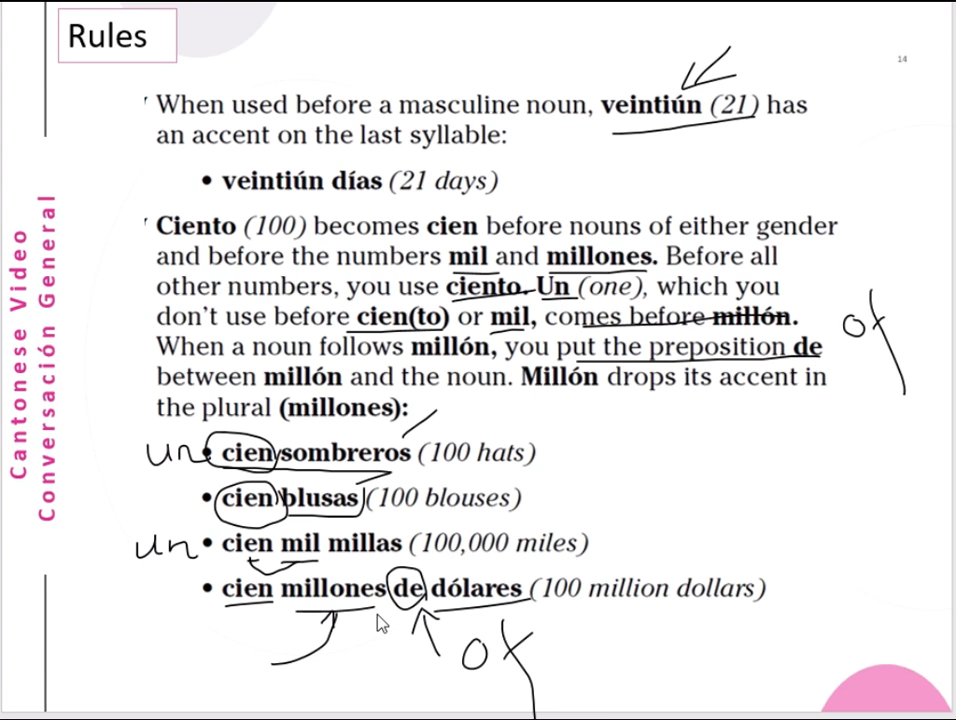 Rules
14
When used before a masculine noun, veintiún (21) has
an accent on the last syllable:
• veintiún días (21 days)
Ciento (100) becomes cien before nouns of either gender
and before the numbers mil and millones. Before all
other numbers, you use ciento. Un (one), which you
don't use before cien(to) or mil, comes before millón.
When a noun follows millón, you put the preposition de
between millón and the noun. Millón drops its accent in
the plural (millones):
of
un • cien sombreros (100 hats)
• cien blusas (100 blouses)
un • cien mil millas (100,000 miles)
• cien millones de dólares (100 million dollars)
of
Cantonese Video
Conversación General